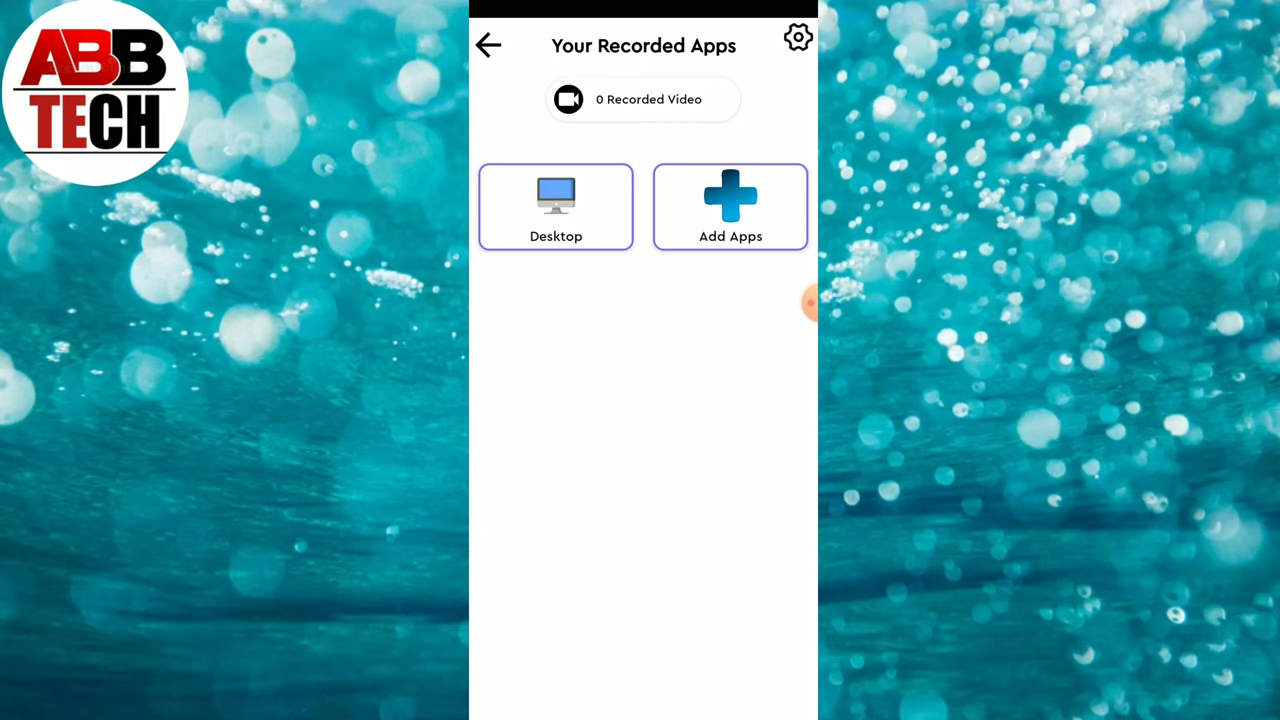 ABB
TECH
Your Recorded Apps
0 Recorded Video
Desktop
Add Apps